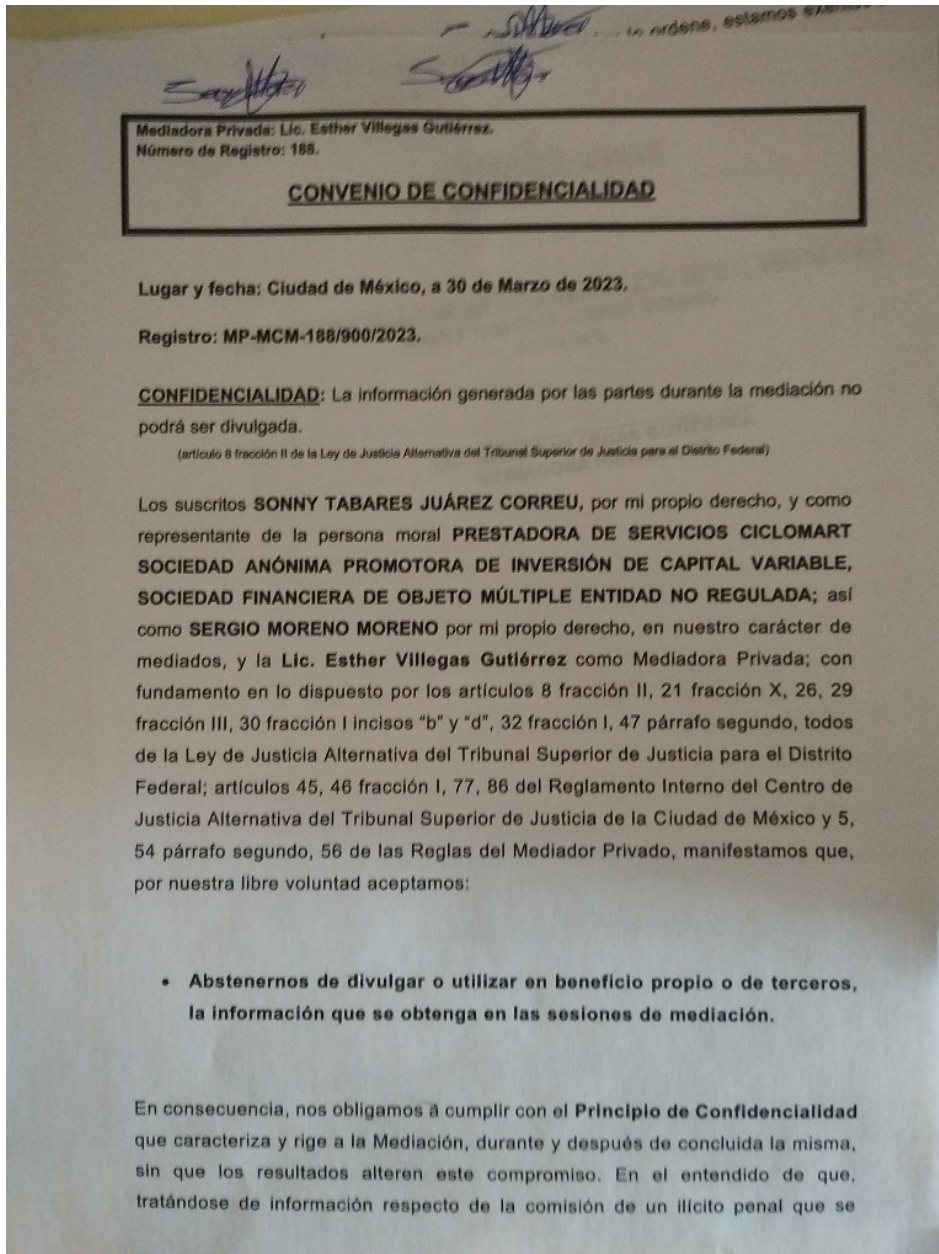 la ordene, estamos
Mediadora Privada: Lic. Esther Villegas Gutiérrez.
Número de Registro: 188.
CONVENIO DE CONFIDENCIALIDAD
Lugar y fecha: Ciudad de México, a 30 de Marzo de 2023.
Registro: MP-MCM-188/900/2023.
CONFIDENCIALIDAD: La información generada por las partes durante la mediación no
podrá ser divulgada.
(artículo 8 fracción II de la Ley de Justicia Alternativa del Tribunal Superior de Justicia para el Distrito Federal)
Los suscritos SONNY TABARES JUÁREZ CORREU, por mi propio derecho, y como
representante de la persona moral PRESTADORA DE SERVICIOS CICLOMART
SOCIEDAD ANÓNIMA PROMOTORA DE INVERSIÓN DE CAPITAL VARIABLE,
SOCIEDAD FINANCIERA DE OBJETO MÚLTIPLE ENTIDAD NO REGULADA; así
como SERGIO MORENO MORENO por mi propio derecho, en nuestro carácter de
mediados, y la Lic. Esther Villegas Gutiérrez como Mediadora Privada; con
fundamento en lo dispuesto por los artículos 8 fracción II, 21 fracción X, 26, 29
fracción III, 30 fracción I incisos "b" y "d", 32 fracción I, 47 párrafo segundo, todos
de la Ley de Justicia Alternativa del Tribunal Superior de Justicia para el Distrito
Federal; artículos 45, 46 fracción I, 77, 86 del Reglamento Interno del Centro de
Justicia Alternativa del Tribunal Superior de Justicia de la Ciudad de México y 5,
54 párrafo segundo, 56 de las Reglas del Mediador Privado, manifestamos que,
por nuestra libre voluntad aceptamos:
• Abstenernos de divulgar o utilizar en beneficio propio o de terceros,
la información que se obtenga en las sesiones de mediación.
En consecuencia, nos obligamos a cumplir con el Principio de Confidencialidad
que caracteriza y rige a la Mediación, durante y después de concluida la misma,
sin que los resultados alteren este compromiso. En el entendido de que,
tratándose de información respecto de la comisión de un ilícito penal que se